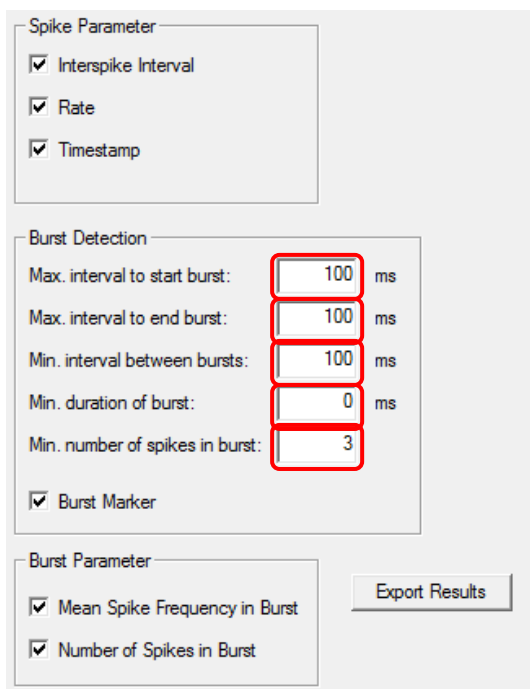 Spike Parameter
Interspike Interval
Rate
Timestamp
Burst Detection
Max. interval to start burst: 100 ms
Max. interval to end burst: 100 ms
Min. interval between bursts: 100 ms
Min. duration of burst: 0 ms
Min. number of spikes in burst: 3
Burst Marker
Burst Parameter
Mean Spike Frequency in Burst
Number of Spikes in Burst
Export Results